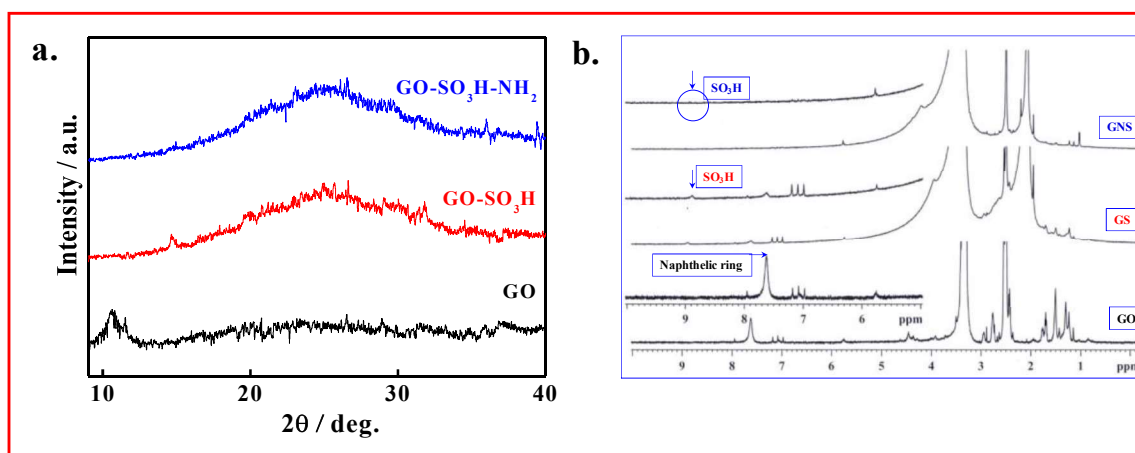 a.
GO-SO3H-NH2
GO-SO3H
GO
Intensity / a.u.
10 20 30 40
2θ / deg.
b.
SO3H
GNS
SO3H
GS
Naphthelic ring
9 8 7 6 ppm
GO
9 8 7 6 4 3 2 1 ppm